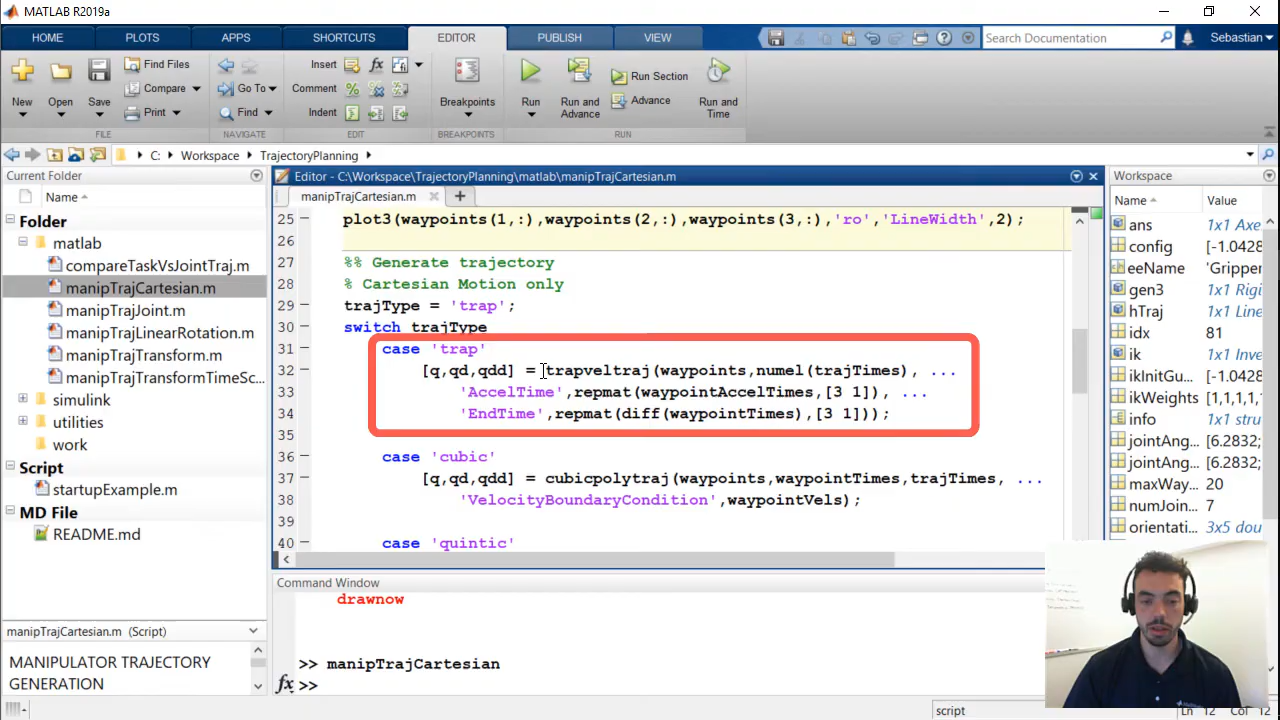 MATLAB R2019a
HOME PLOTS APPS SHORTCUTS EDITOR PUBLISH VIEW Search Documentation Sebastian
New Open Save Find Files Compare Print
FILE
Go To Find
NAVIGATE
Insert fx
Comment %
Indent
EDIT
Breakpoints
BREAKPOINTS
Run Run and Advance Run Section Advance Run and Time
RUN
C: Workspace TrajectoryPlanning
Current Folder
Name
Folder
matlab
compareTaskVsJointTraj.m
manipTrajCartesian.m
manipTrajJoint.m
manipTrajLinearRotation.m
manipTrajTransform.m
manipTrajTransformTimeSc...
simulink
utilities
work
Script
startupExample.m
MD File
README.md
manipTrajCartesian.m (Script)
MANIPULATOR TRAJECTORY
GENERATION
Editor - C:\Workspace\TrajectoryPlanning\matlab\manipTrajCartesian.m
manipTrajCartesian.m
25 plot3(waypoints(1,:),waypoints(2,:),waypoints(3,:),'ro','LineWidth',2);
26
27 %% Generate trajectory
28 % Cartesian Motion only
29 trajType = 'trap';
30 switch trajType
31 case 'trap'
32 [q,qd,qdd] = trapveltraj(waypoints,numel(trajTimes), ...
33 'AccelTime',repmat(waypointAccelTimes,[3 1]), ...
34 'EndTime',repmat(diff(waypointTimes),[3 1]));
35
36 case 'cubic'
37 [q,qd,qdd] = cubicpolytraj(waypoints,waypointTimes,trajTimes, ...
38 'VelocityBoundaryCondition',waypointVels);
39
40 case 'quintic'
Command Window
drawnow
>> manipTrajCartesian
fx >>
Workspace
Name Value
ans 1x1 Axe
config [-1.0428
eeName 'Gripper
gen3 1x1 Rigi
hTraj 1x1 Line
idx 81
ik 1x1 inve
ikInitGu... [-1.0428
ikWeights [1,1,1,1
info 1x1 stru
jointAng... [6.2832;
jointAng... [6.2832;
maxWay... 20
numJoin... 7
orientati... 3x5 dou
script Ln 12 Col 12